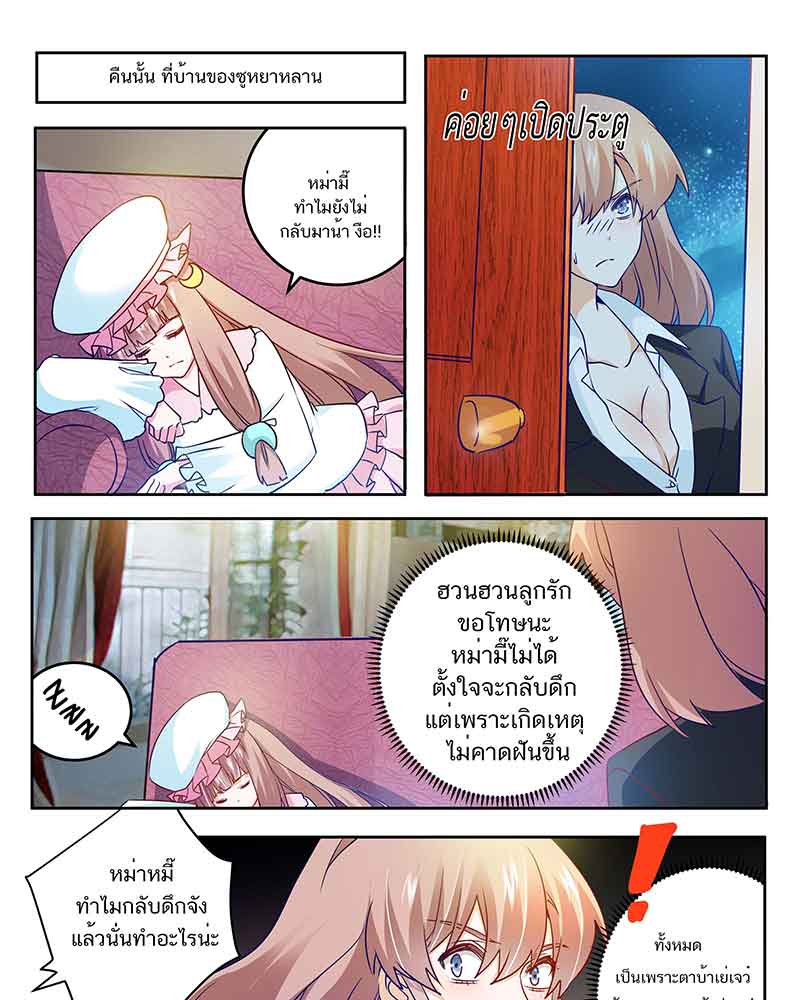 คืนนั้น ที่บ้านของซูหยาหลาน
ค่อยๆเปิดประตู
หม่ามี้
ทำไมยังไม่
กลับมาน้า งือ!!
ฮวนฮวนลูกรัก
ขอโทษนะ
หม่ามี๊ไม่ได้
ตั้งใจจะกลับดึก
แต่เพราะเกิดเหตุ
ไม่คาดฝันขึ้น
หม่าหมี๊
ทำไมกลับดึกจัง
แล้วนั่นทำอะไรน่ะ
!
ทั้งหมด
เป็นเพราะตาบ้าเย่เจว๋